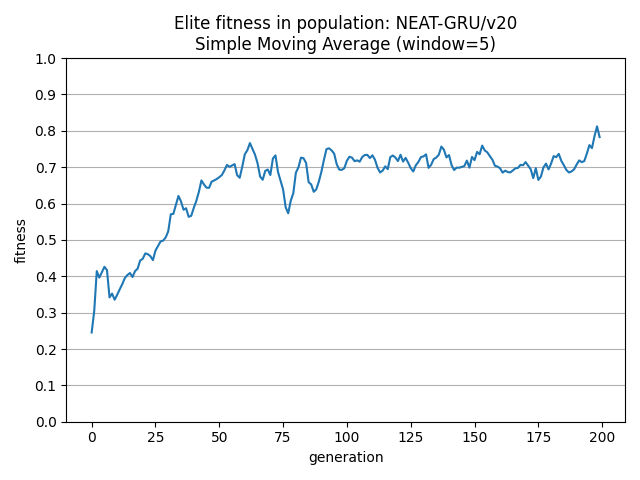 Elite fitness in population: NEAT-GRU/v20
Simple Moving Average (window=5)
1.0
0.9
0.8
0.7
0.6
0.5
0.4
0.3
0.2
0.1
0.0
fitness
0 25 50 75 100 125 150 175 200
generation